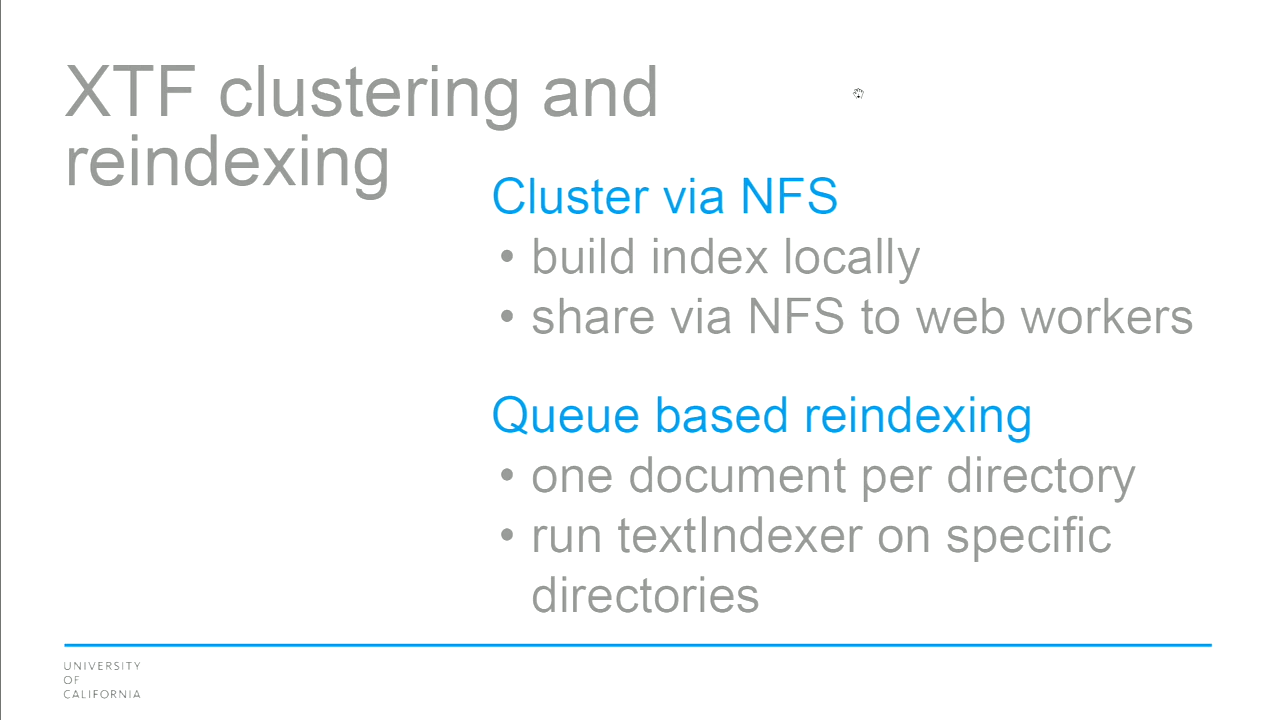 XTF clustering and
reindexing
Cluster via NFS
• build index locally
• share via NFS to web workers
Queue based reindexing
• one document per directory
• run textIndexer on specific
directories
UNIVERSITY
OF
CALIFORNIA